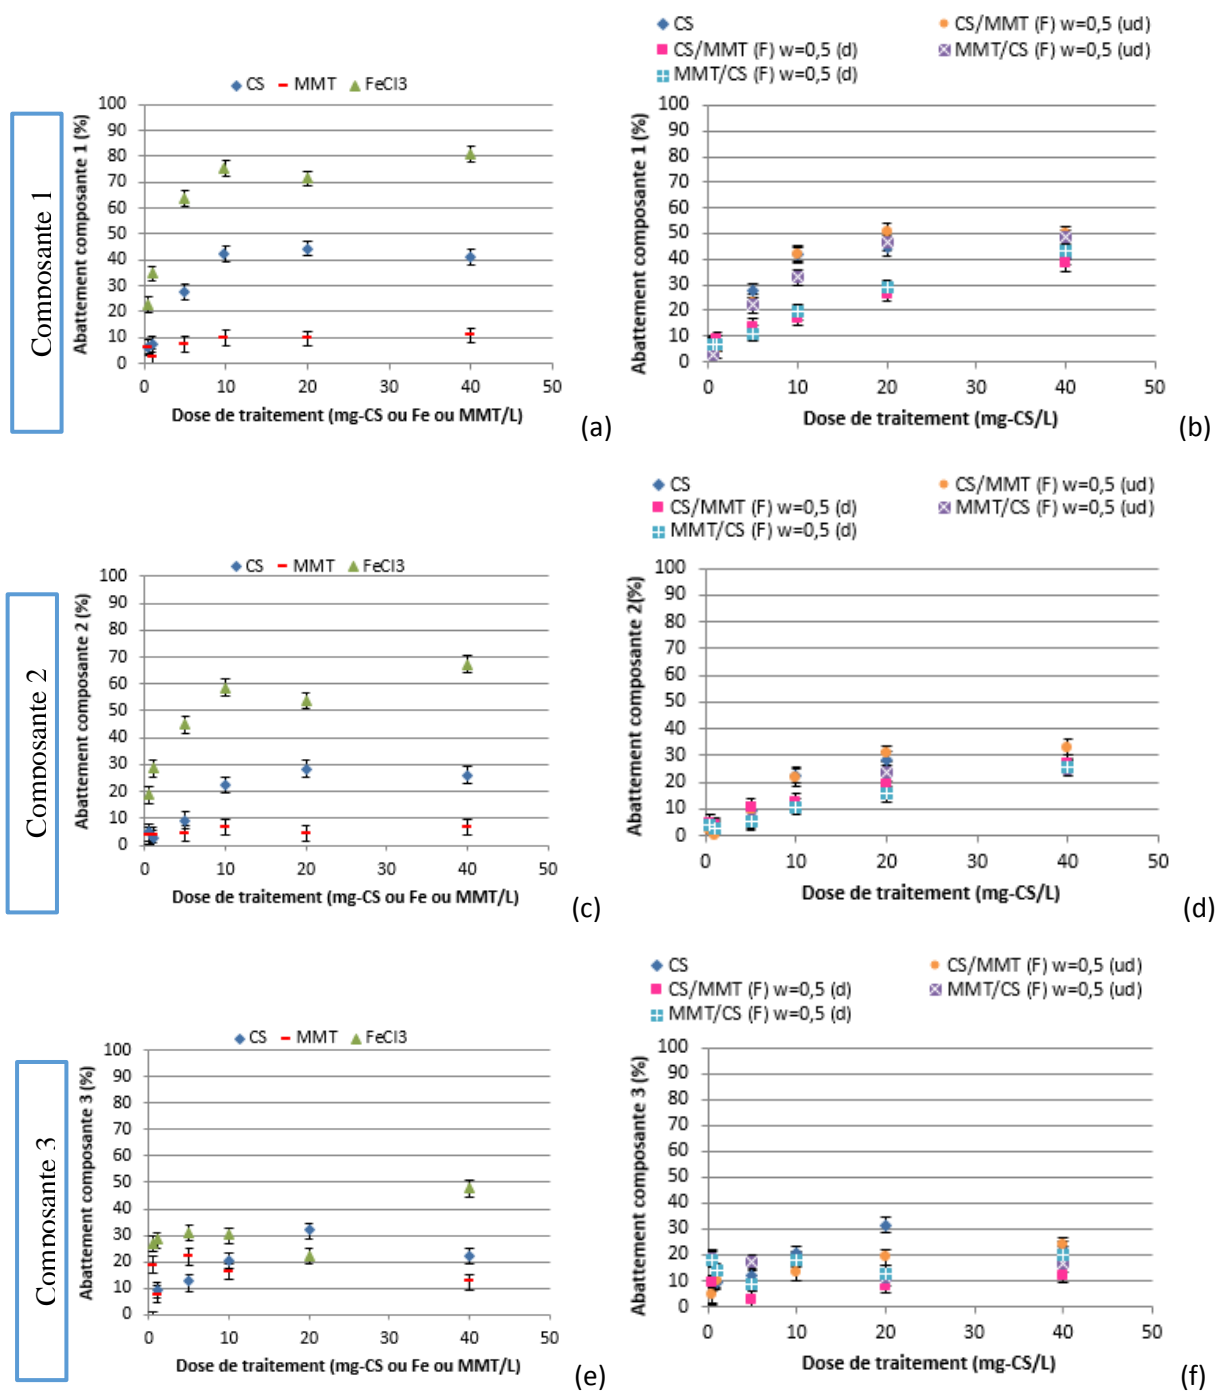 CS
CS/MMT (F) w=0,5 (ud)
CS/MMT (F) w=0,5 (d)
MMT/CS (F) w=0,5 (ud)
MMT/CS (F) w=0,5 (d)
CS MMT FeCl3
Composante 1
Abattement composante 1 (%)
100
90
80
70
60
50
40
30
20
10
0
0 10 20 30 40 50
Dose de traitement (mg-CS ou Fe ou MMT/L)
(a)
Abattement composante 1 (%)
100
90
80
70
60
50
40
30
20
10
0
0 10 20 30 40 50
Dose de traitement (mg-CS/L)
(b)
CS
CS/MMT (F) w=0,5 (ud)
CS/MMT (F) w=0,5 (d)
MMT/CS (F) w=0,5 (ud)
MMT/CS (F) w=0,5 (d)
CS MMT FeCl3
Composante 2
Abattement composante 2 (%)
100
90
80
70
60
50
40
30
20
10
0
0 10 20 30 40 50
Dose de traitement (mg-CS ou Fe ou MMT/L)
(c)
Abattement composante 2(%)
100
90
80
70
60
50
40
30
20
10
0
0 10 20 30 40 50
Dose de traitement (mg-CS/L)
(d)
CS
CS/MMT (F) w=0,5 (ud)
CS/MMT (F) w=0,5 (d)
MMT/CS (F) w=0,5 (ud)
MMT/CS (F) w=0,5 (d)
CS MMT FeCl3
Composante 3
Abattement composante 3 (%)
100
90
80
70
60
50
40
30
20
10
0
0 10 20 30 40 50
Dose de traitement (mg-CS ou Fe ou MMT/L)
(e)
Abattement composante 3 (%)
100
90
80
70
60
50
40
30
20
10
0
0 10 20 30 40 50
Dose de traitement (mg-CS/L)
(f)